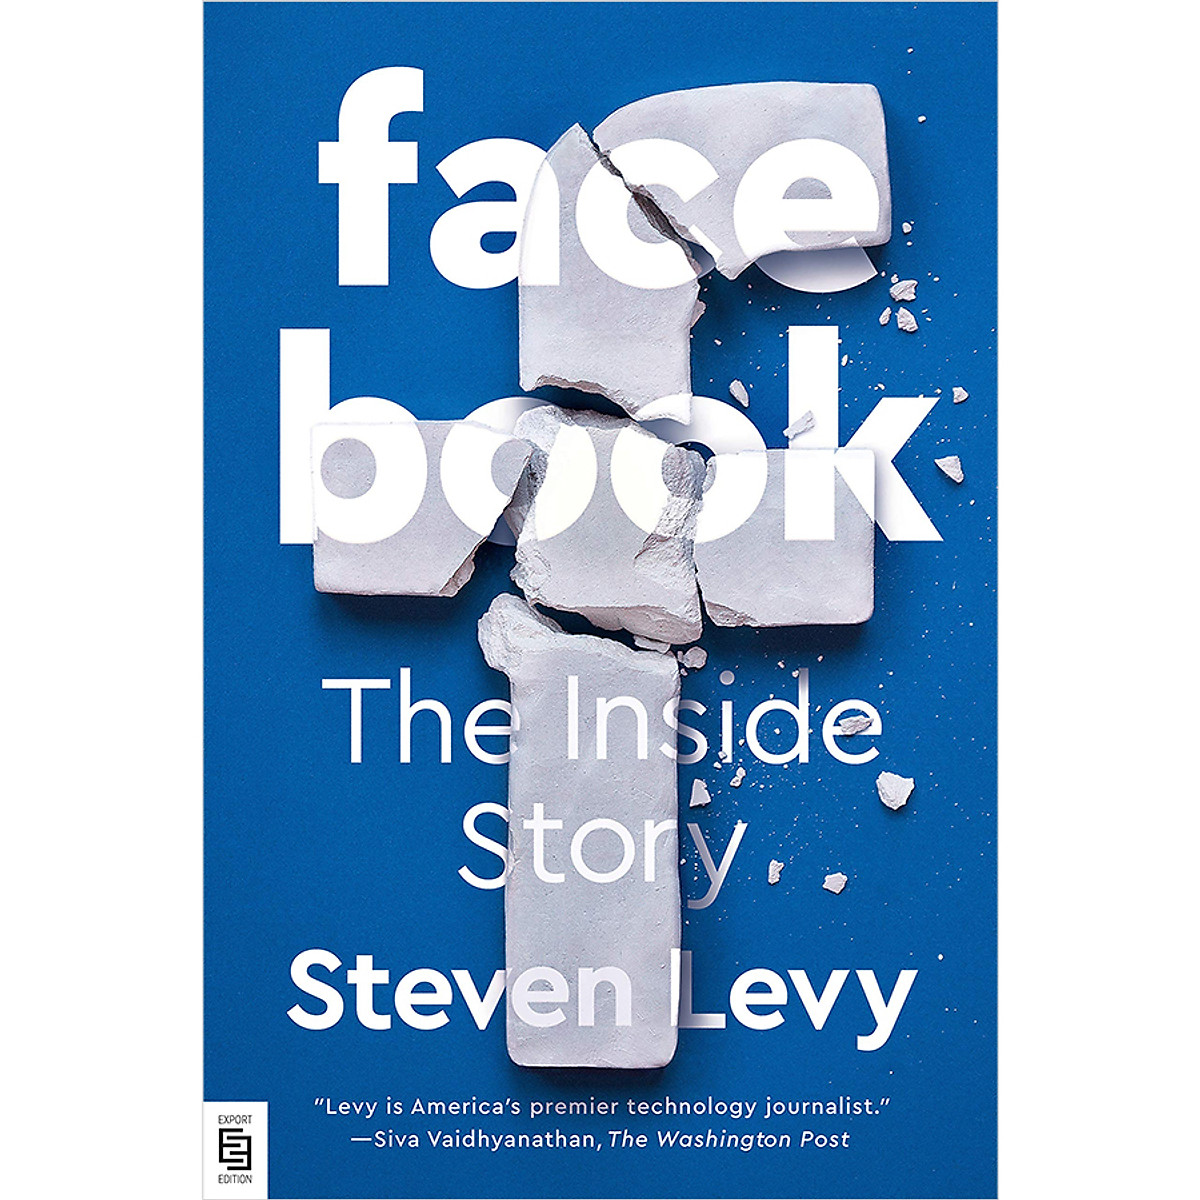 face
book
The Inside
Story
Steven Levy
“Levy is America’s premier technology journalist.”
—Siva Vaidhyanathan, The Washington Post
EXPORT
EDITION